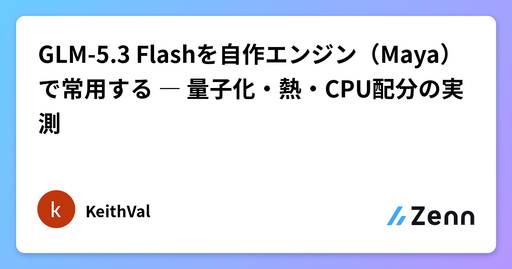 GLM-5.3 Flashを自作エンジン（Maya）
で常用する — 量子化・熱・CPU配分の実
測
k
KeithVal
Zenn